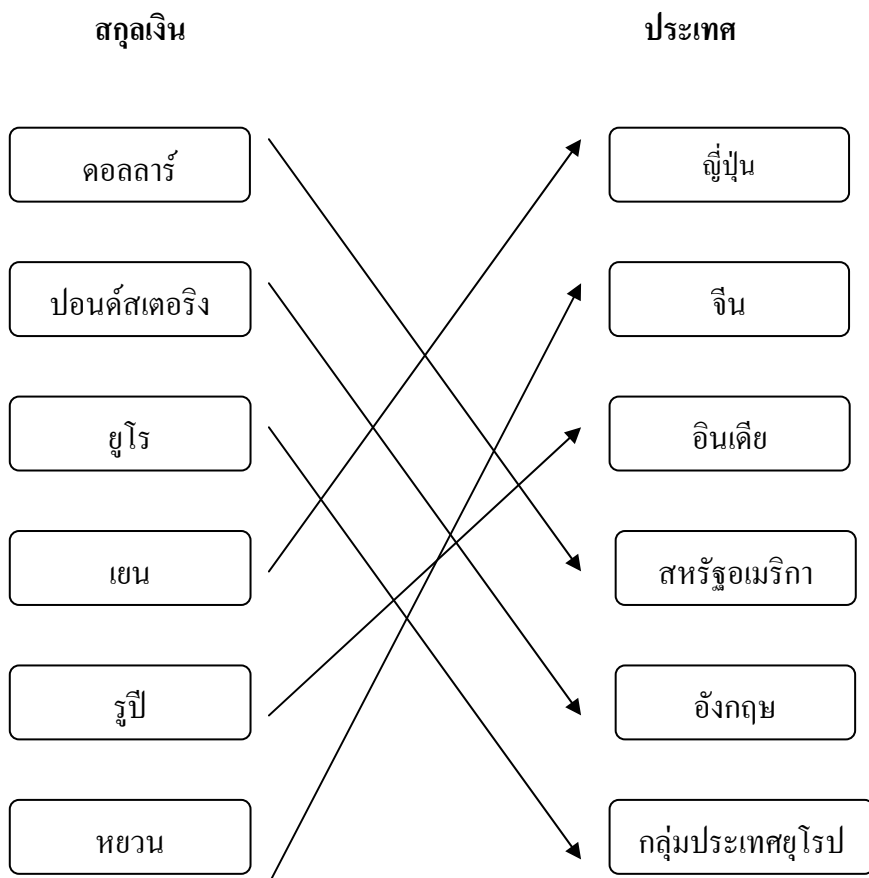 สกุลเงิน ประเทศ
ดอลลาร์ ญี่ปุ่น
ปอนด์สเตอริง จีน
ยูโร อินเดีย
เยน สหรัฐอเมริกา
รูปี อังกฤษ
หยวน กลุ่มประเทศยุโรป